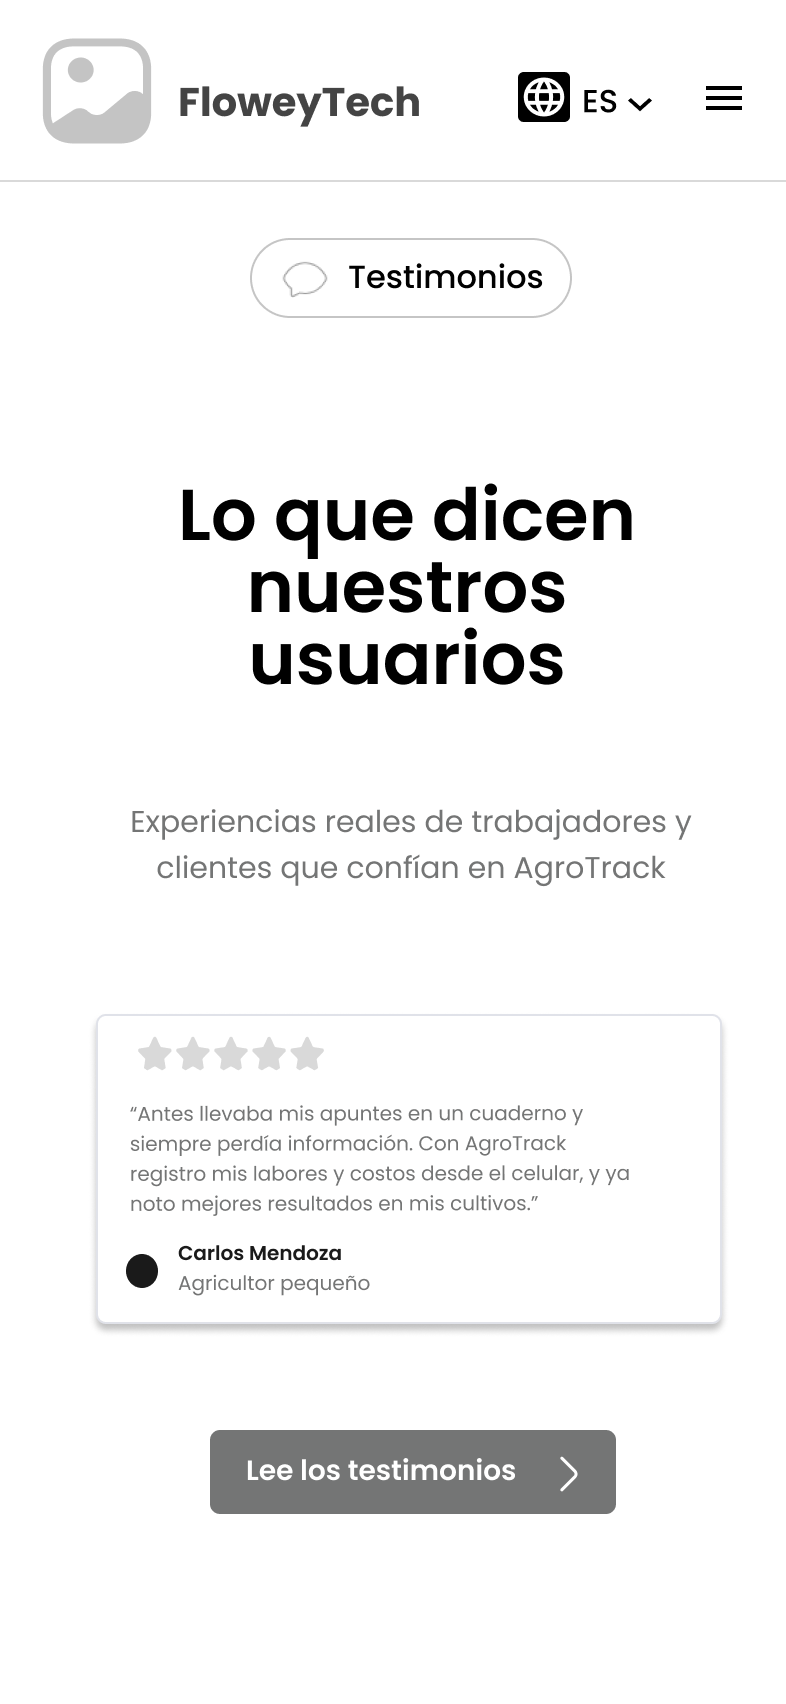 FloweyTech
ES
Testimonios
Lo que dicen
nuestros
usuarios
Experiencias reales de trabajadores y
clientes que confían en AgroTrack
“Antes llevaba mis apuntes en un cuaderno y
siempre perdía información. Con AgroTrack
registro mis labores y costos desde el celular, y ya
noto mejores resultados en mis cultivos.”
Carlos Mendoza
Agricultor pequeño
Lee los testimonios